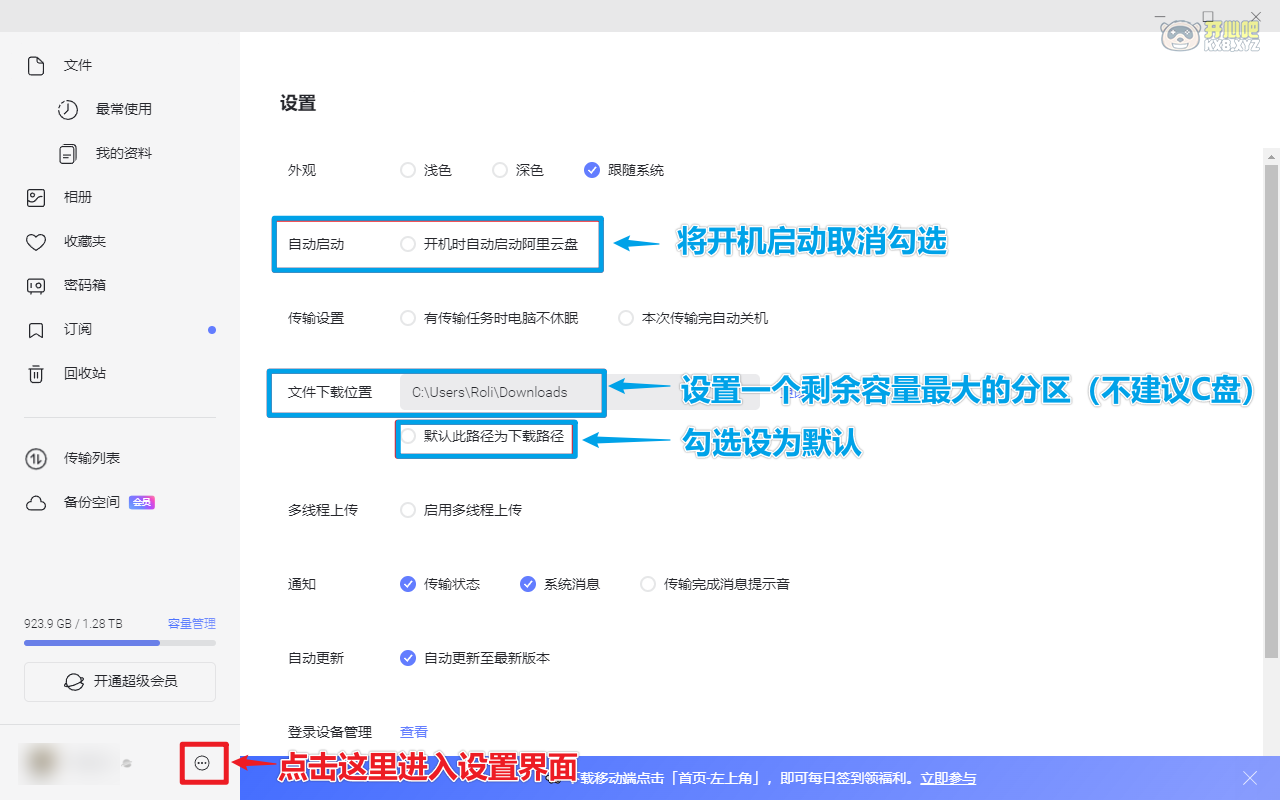 开心吧
KXB.XYZ
文件
最常使用
我的资料
相册
收藏夹
密码箱
订阅
回收站
传输列表
备份空间 会员
923.9 GB / 1.28 TB 容量管理
开通超级会员
设置
外观 浅色 深色 跟随系统
自动启动 开机时自动启动阿里云盘
将开机启动取消勾选
传输设置 有传输任务时电脑不休眠 本次传输完自动关机
文件下载位置 C:\Users\Roli\Downloads
设置一个剩余容量最大的分区（不建议C盘）
默认此路径为下载路径
勾选设为默认
多线程上传 启用多线程上传
通知 传输状态 系统消息 传输完成消息提示音
自动更新 自动更新至最新版本
登录设备管理 查看
点击这里进入设置界面
载移动端点击「首页-左上角」，即可每日签到领福利。立即参与